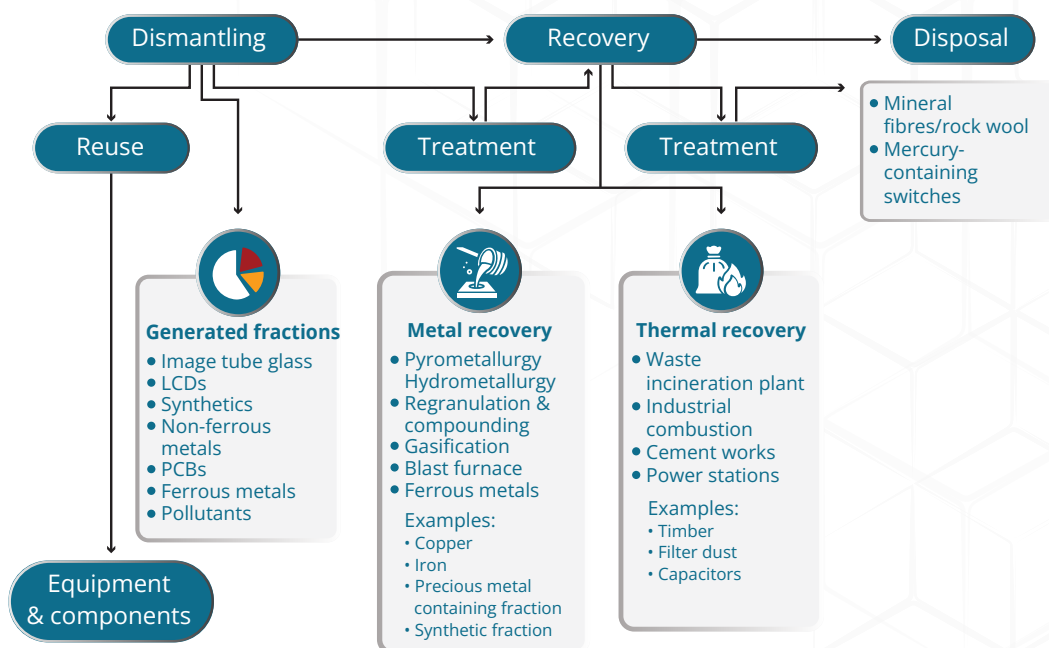 Dismantling
Recovery
Disposal
Reuse
Treatment
Treatment
Mineral
fibres/rock wool
Mercury-
containing
switches
Generated fractions
Image tube glass
LCDs
Synthetics
Non-ferrous
metals
PCBs
Ferrous metals
Pollutants
Metal recovery
Pyrometallurgy
Hydrometallurgy
Regranulation &
compounding
Gasification
Blast furnace
Ferrous metals
Examples:
• Copper
• Iron
• Precious metal
containing fraction
• Synthetic fraction
Thermal recovery
Waste
incineration plant
Industrial
combustion
Cement works
Power stations
Examples:
• Timber
• Filter dust
• Capacitors
Equipment
& components